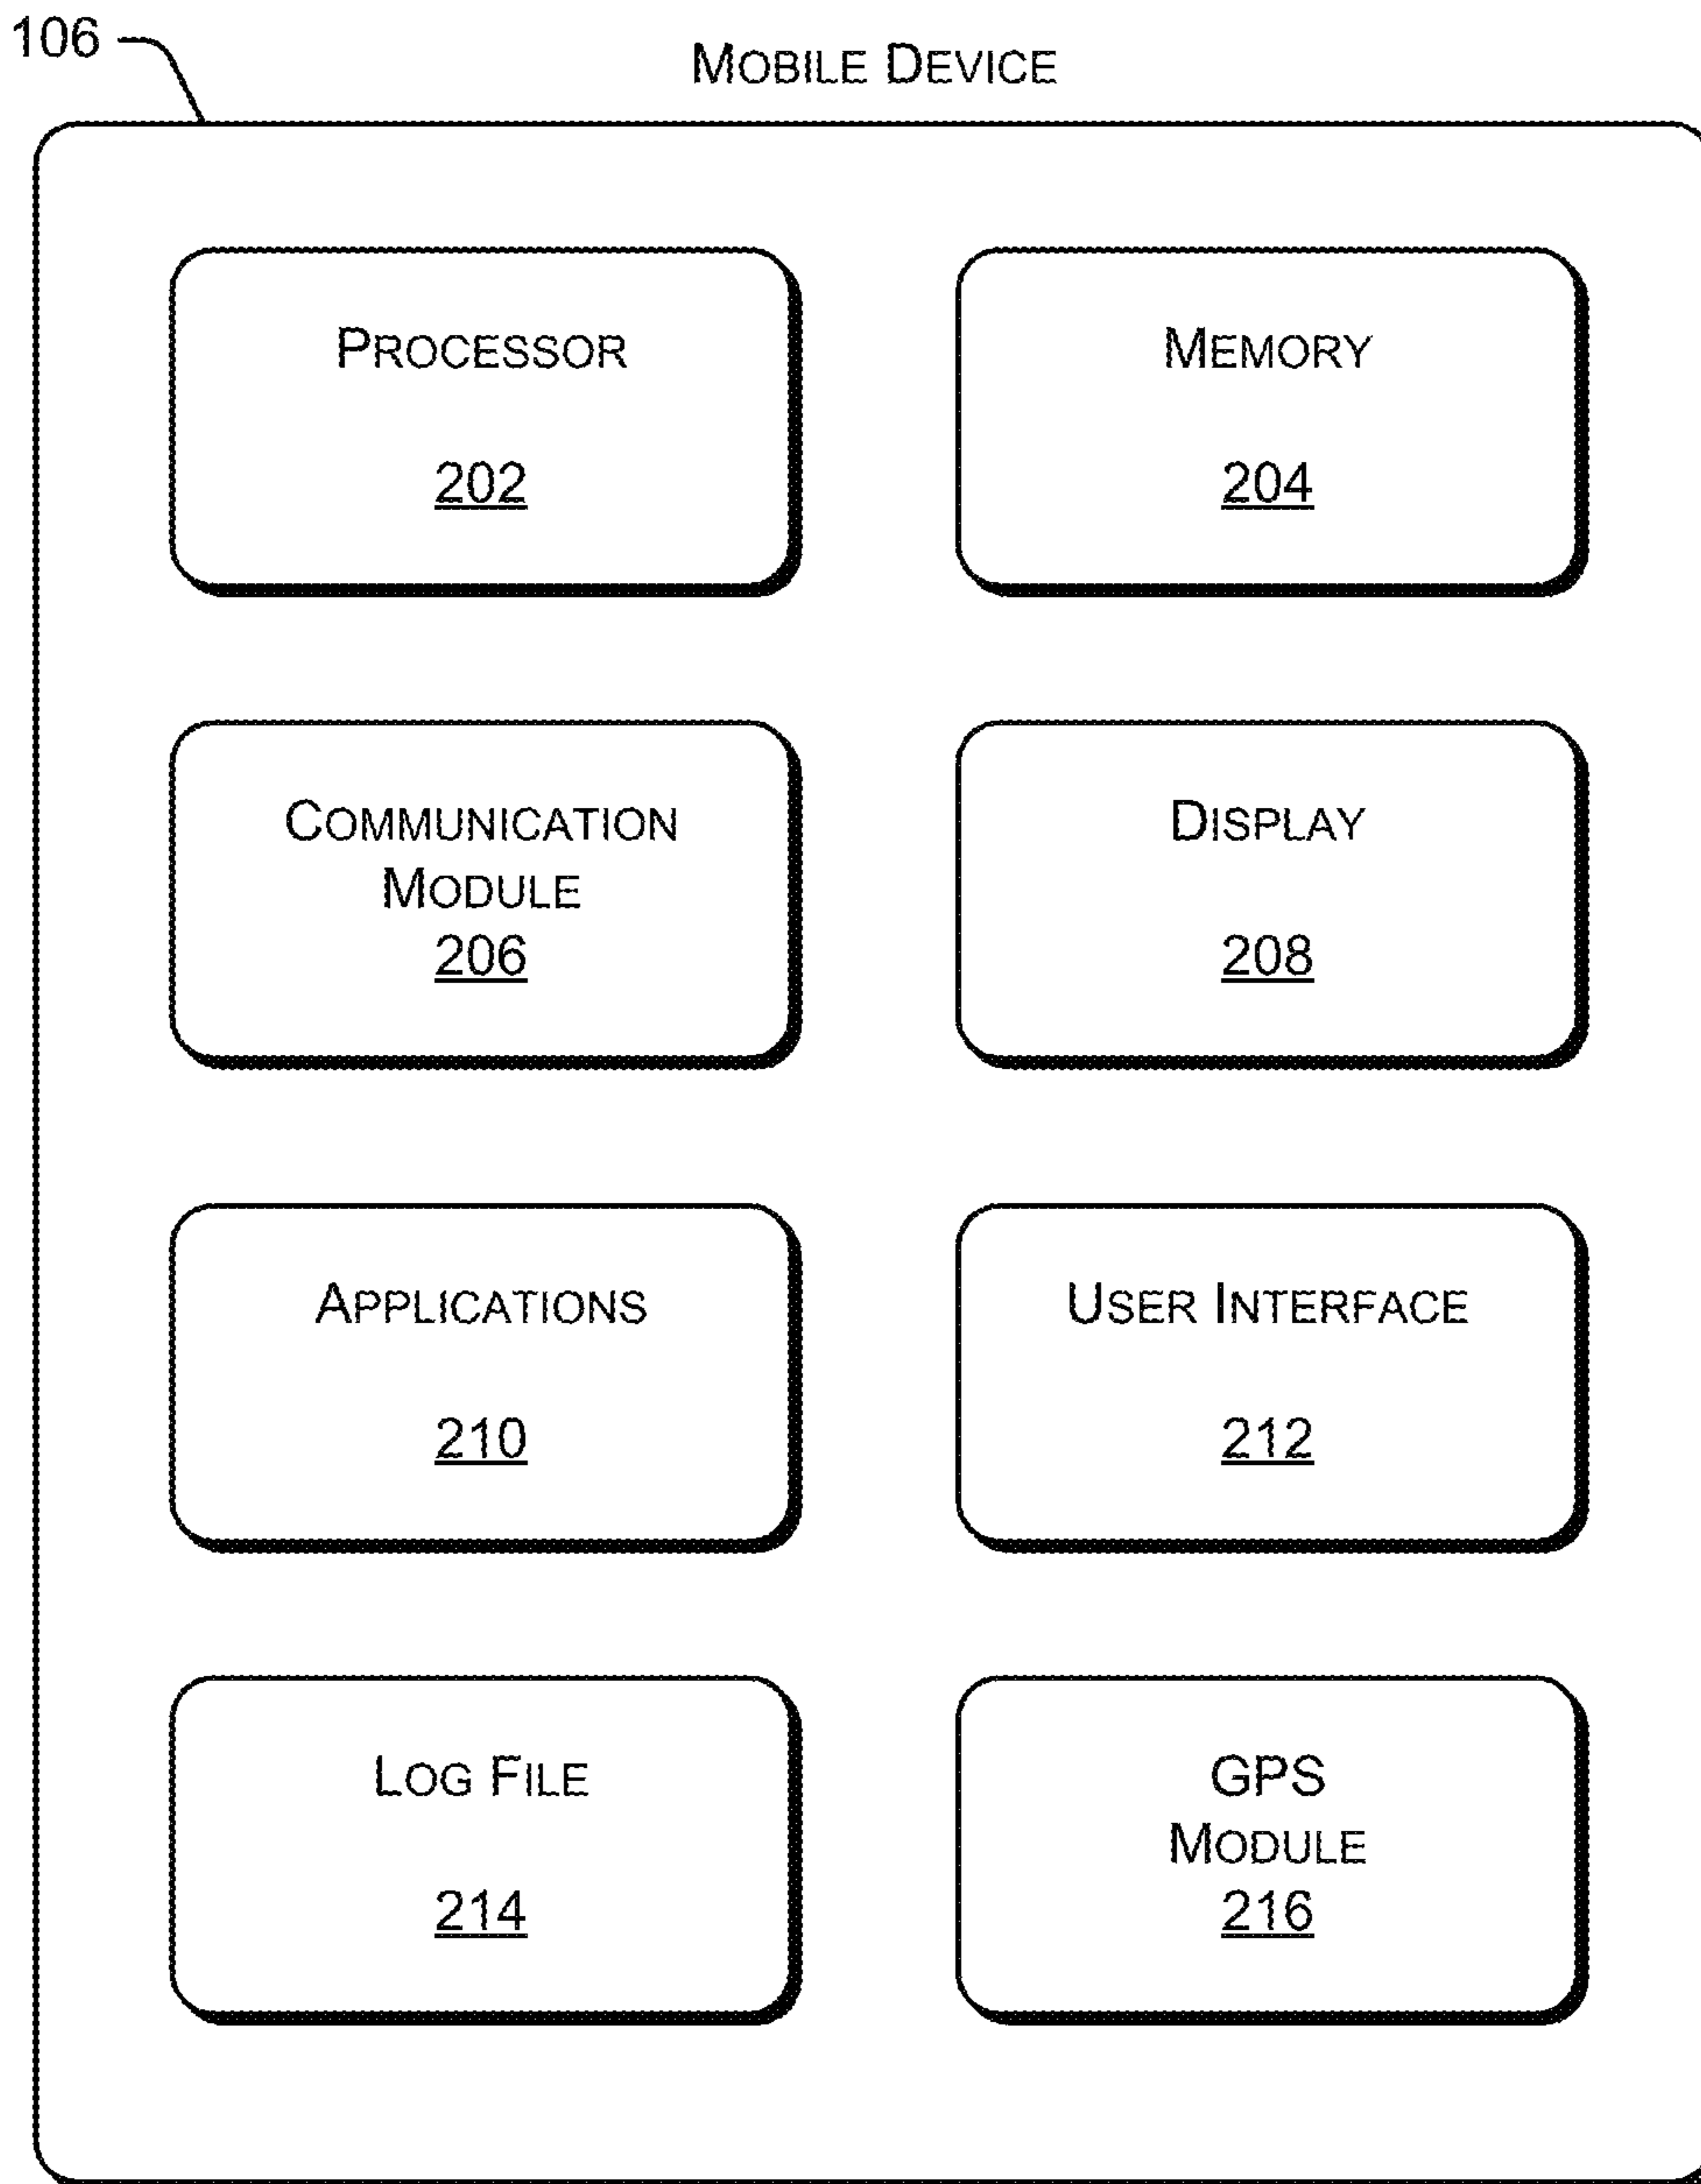 106
MOBILE DEVICE
PROCESSOR
202
MEMORY
204
COMMUNICATION
MODULE
206
DISPLAY
208
APPLICATIONS
210
USER INTERFACE
212
LOG FILE
214
GPS
MODULE
216